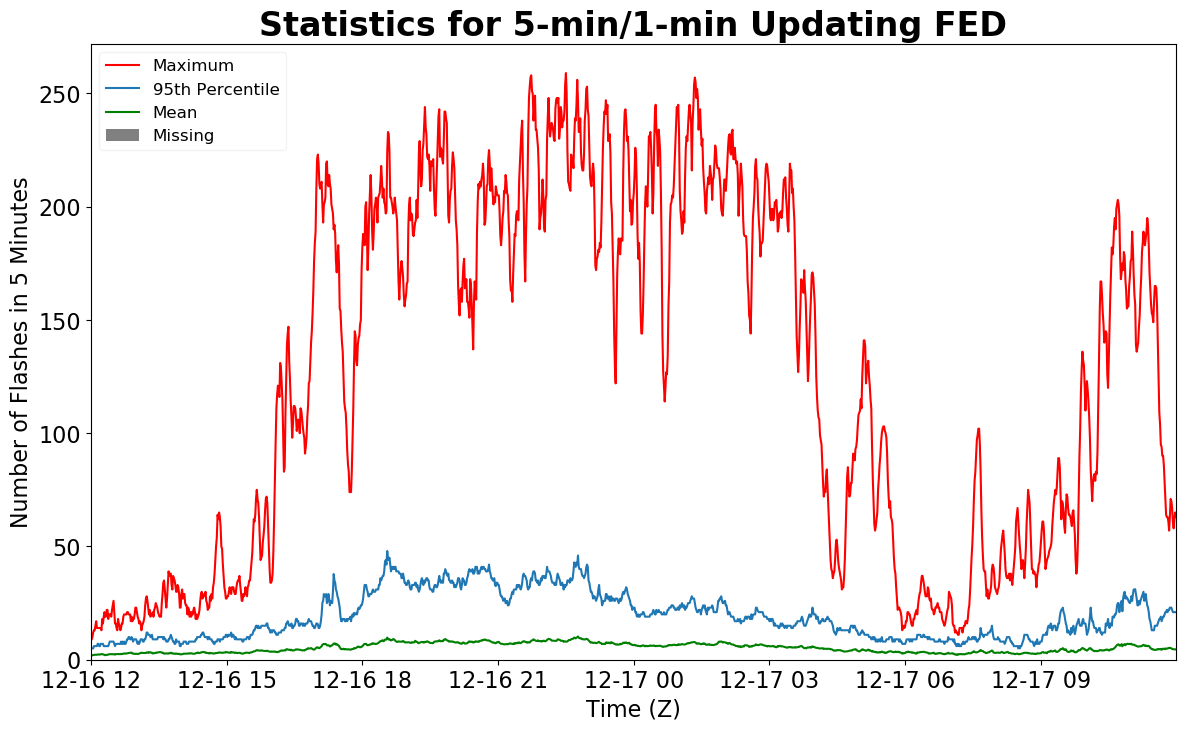 Statistics for 5-min/1-min Updating FED
Maximum
95th Percentile
Mean
Missing
Number of Flashes in 5 Minutes
250
200
150
100
50
0
12-16 12
12-16 15
12-16 18
12-16 21
12-17 00
12-17 03
12-17 06
12-17 09
Time (Z)